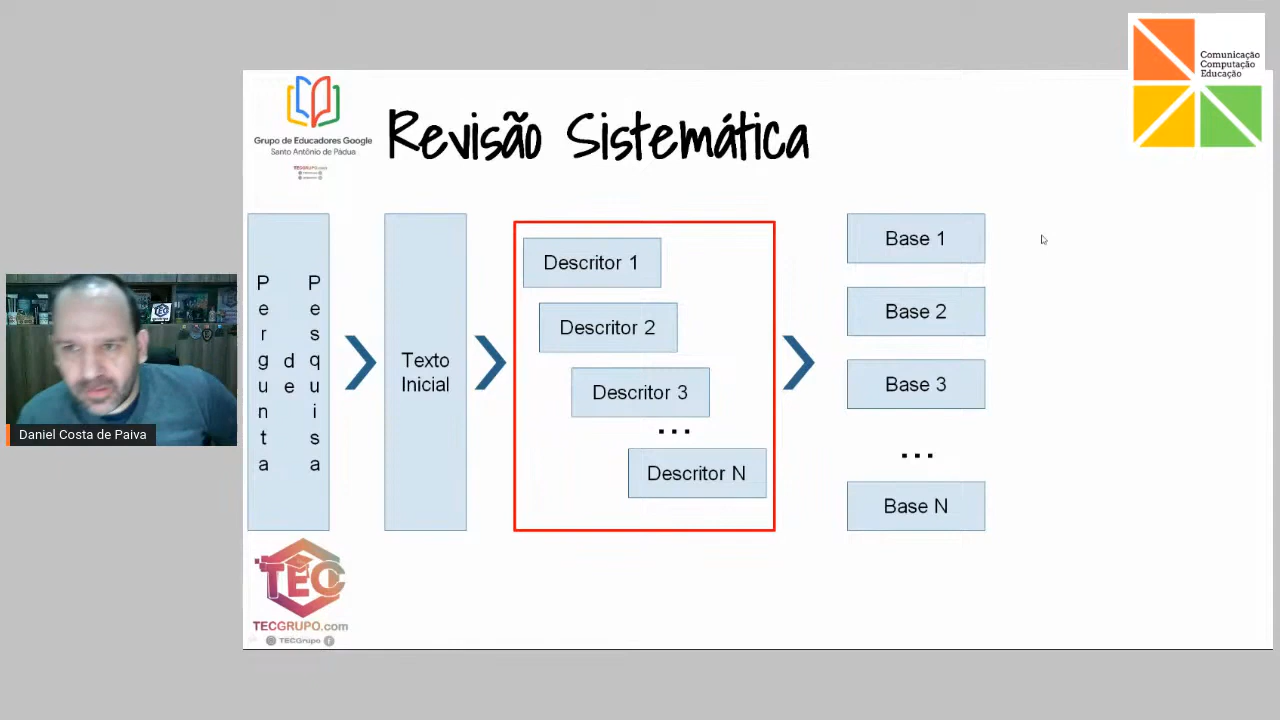 Comunicação
Computação
Educação
Grupo de Educadores Google
Santo Antônio de Pádua
TECGRUPO.com
Revisão Sistemática
Pergunta
de
Pesquisa
Texto
Inicial
Descritor 1
Descritor 2
Descritor 3
...
Descritor N
Base 1
Base 2
Base 3
...
Base N
Daniel Costa de Paiva
TEC
TECGRUPO.com
TECGrupo